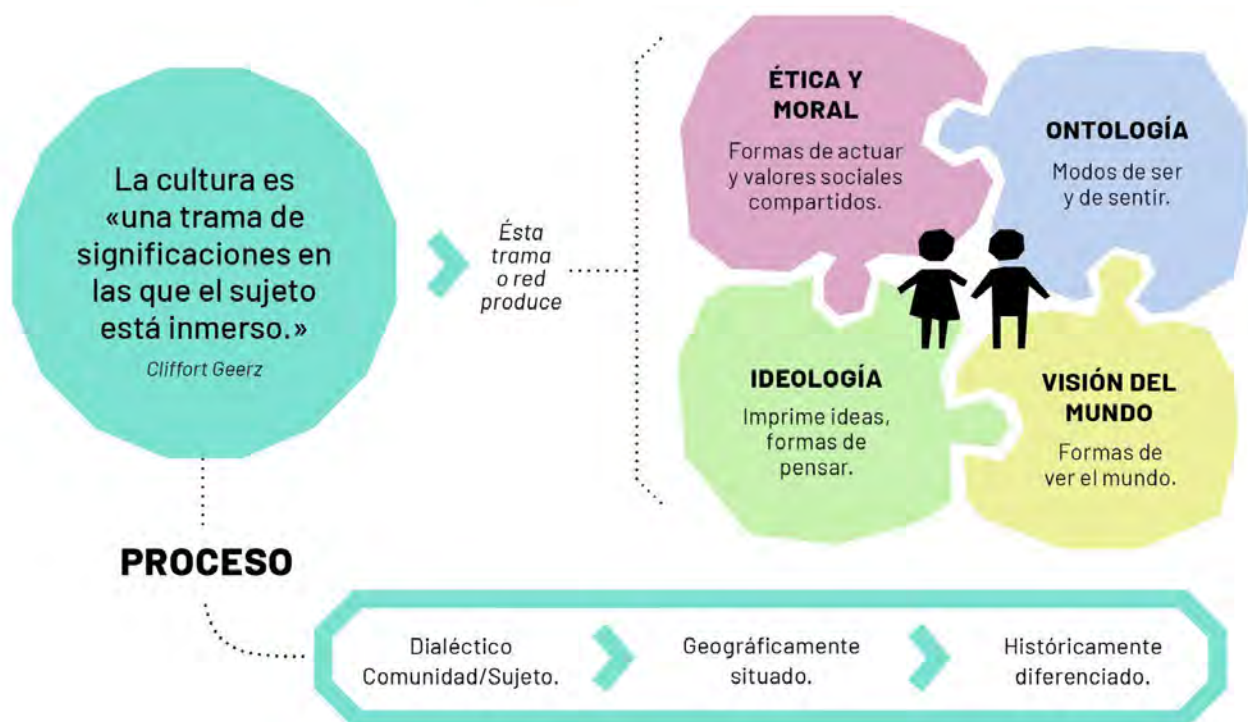 La cultura es
«una trama de
significaciones en
las que el sujeto
está inmerso.»
Cliffort Geerz
Ésta
trama
o red
produce
ÉTICA Y
MORAL
Formas de actuar
y valores sociales
compartidos.
ONTOLOGÍA
Modos de ser
y de sentir.
IDEOLOGÍA
Imprime ideas,
formas de
pensar.
VISIÓN DEL
MUNDO
Formas de
ver el mundo.
PROCESO
Dialéctico
Comunidad/Sujeto.
Geográficamente
situado.
Históricamente
diferenciado.